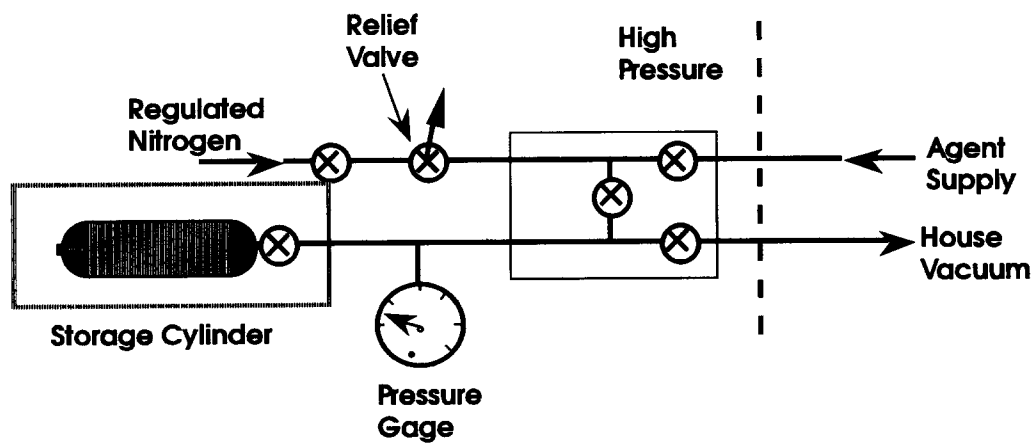 Relief
Valve
High
Pressure
Regulated
Nitrogen
Agent
Supply
House
Vacuum
Storage Cylinder
Pressure
Gage